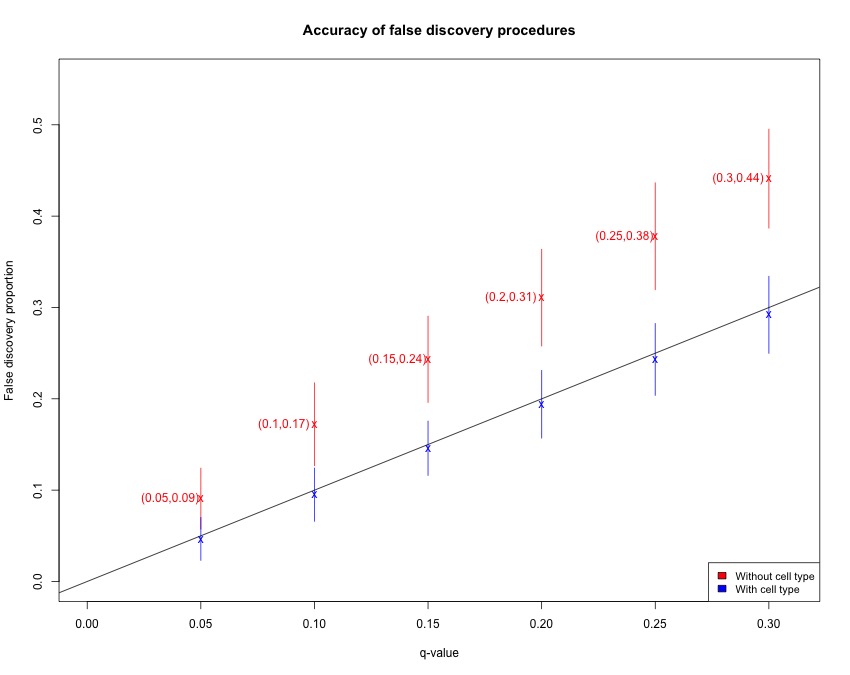 Accuracy of false discovery procedures
False discovery proportion
0.5
0.4
0.3
0.2
0.1
0.0
(0.3,0.44) x
(0.25,0.38) x
(0.2,0.31) x
(0.15,0.24) x
(0.1,0.17) x
(0.05,0.09) x
x
x
x
x
x
x
Without cell type
With cell type
0.00 0.05 0.10 0.15 0.20 0.25 0.30
q-value